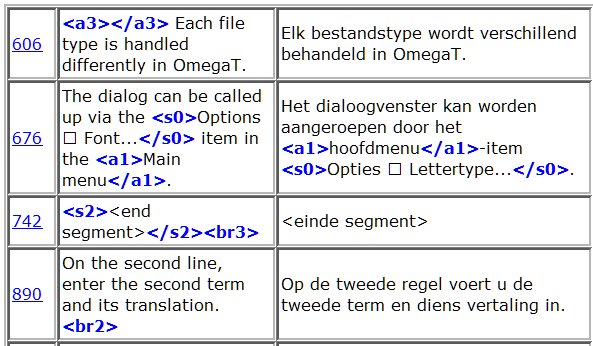 606
<a3></a3> Each file
type is handled
differently in OmegaT.
Elk bestandstype wordt verschillend
behandeld in OmegaT.
676
The dialog can be called
up via the <s0>Options
□ Font...</s0> item in
the <a1>Main
menu</a1>.
Het dialoogvenster kan worden
aangeroepen door het
<a1>hoofdmenu</a1>-item
<s0>Opties □ Lettertype...</s0>.
742
<s2><end
segment></s2><br3>
<einde segment>
890
On the second line,
enter the second term
and its translation.
<br2>
Op de tweede regel voert u de
tweede term en diens vertaling in.